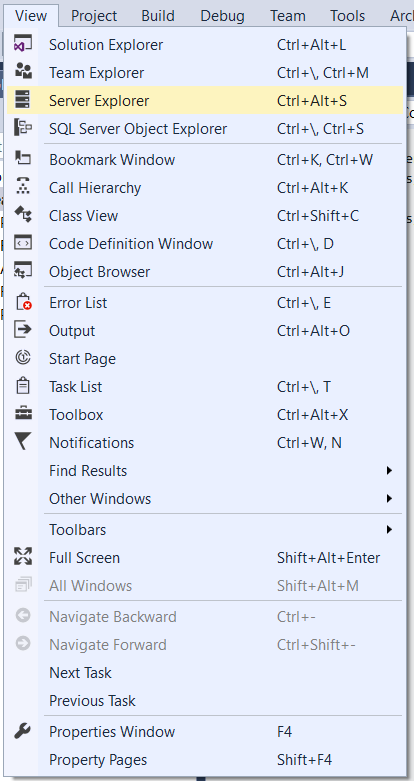 View Project Build Debug Team Tools
Solution Explorer Ctrl+Alt+L
Team Explorer Ctrl+\, Ctrl+M
Server Explorer Ctrl+Alt+S
SQL Server Object Explorer Ctrl+\, Ctrl+S
Bookmark Window Ctrl+K, Ctrl+W
Call Hierarchy Ctrl+Alt+K
Class View Ctrl+Shift+C
Code Definition Window Ctrl+\, D
Object Browser Ctrl+Alt+J
Error List Ctrl+\, E
Output Ctrl+Alt+O
Start Page
Task List Ctrl+\, T
Toolbox Ctrl+Alt+X
Notifications Ctrl+W, N
Find Results
Other Windows
Toolbars
Full Screen Shift+Alt+Enter
All Windows Shift+Alt+M
Navigate Backward Ctrl+-
Navigate Forward Ctrl+Shift+-
Next Task
Previous Task
Properties Window F4
Property Pages Shift+F4